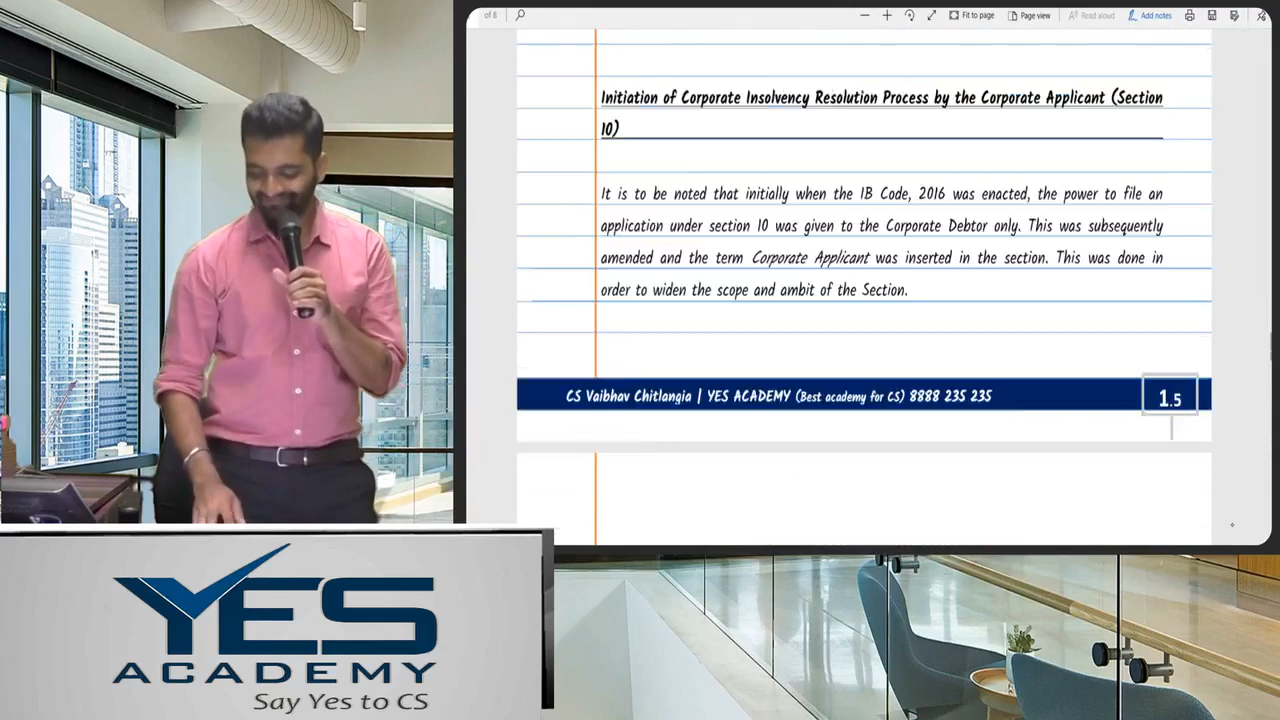 of 8
Fit to page
Page view
Read aloud
Add notes
Initiation of Corporate Insolvency Resolution Process by the Corporate Applicant (Section
10)
It is to be noted that initially when the IB Code, 2016 was enacted, the power to file an
application under section 10 was given to the Corporate Debtor only. This was subsequently
amended and the term Corporate Applicant was inserted in the section. This was done in
order to widen the scope and ambit of the Section.
CS Vaibhav Chitlangia | YES ACADEMY (Best academy for CS) 8888 235 235
1.5
YES
ACADEMY
Say Yes to CS